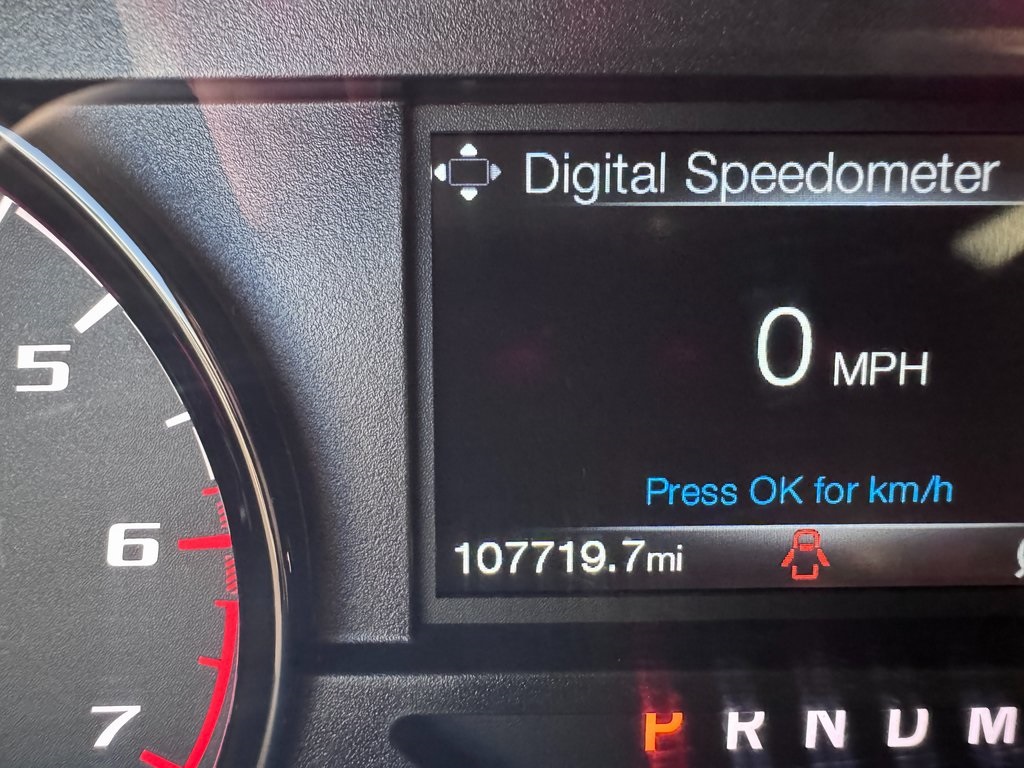 Digital Speedometer
0 MPH
5
Press OK for km/h
6
107719.7mi
7
P R N D M